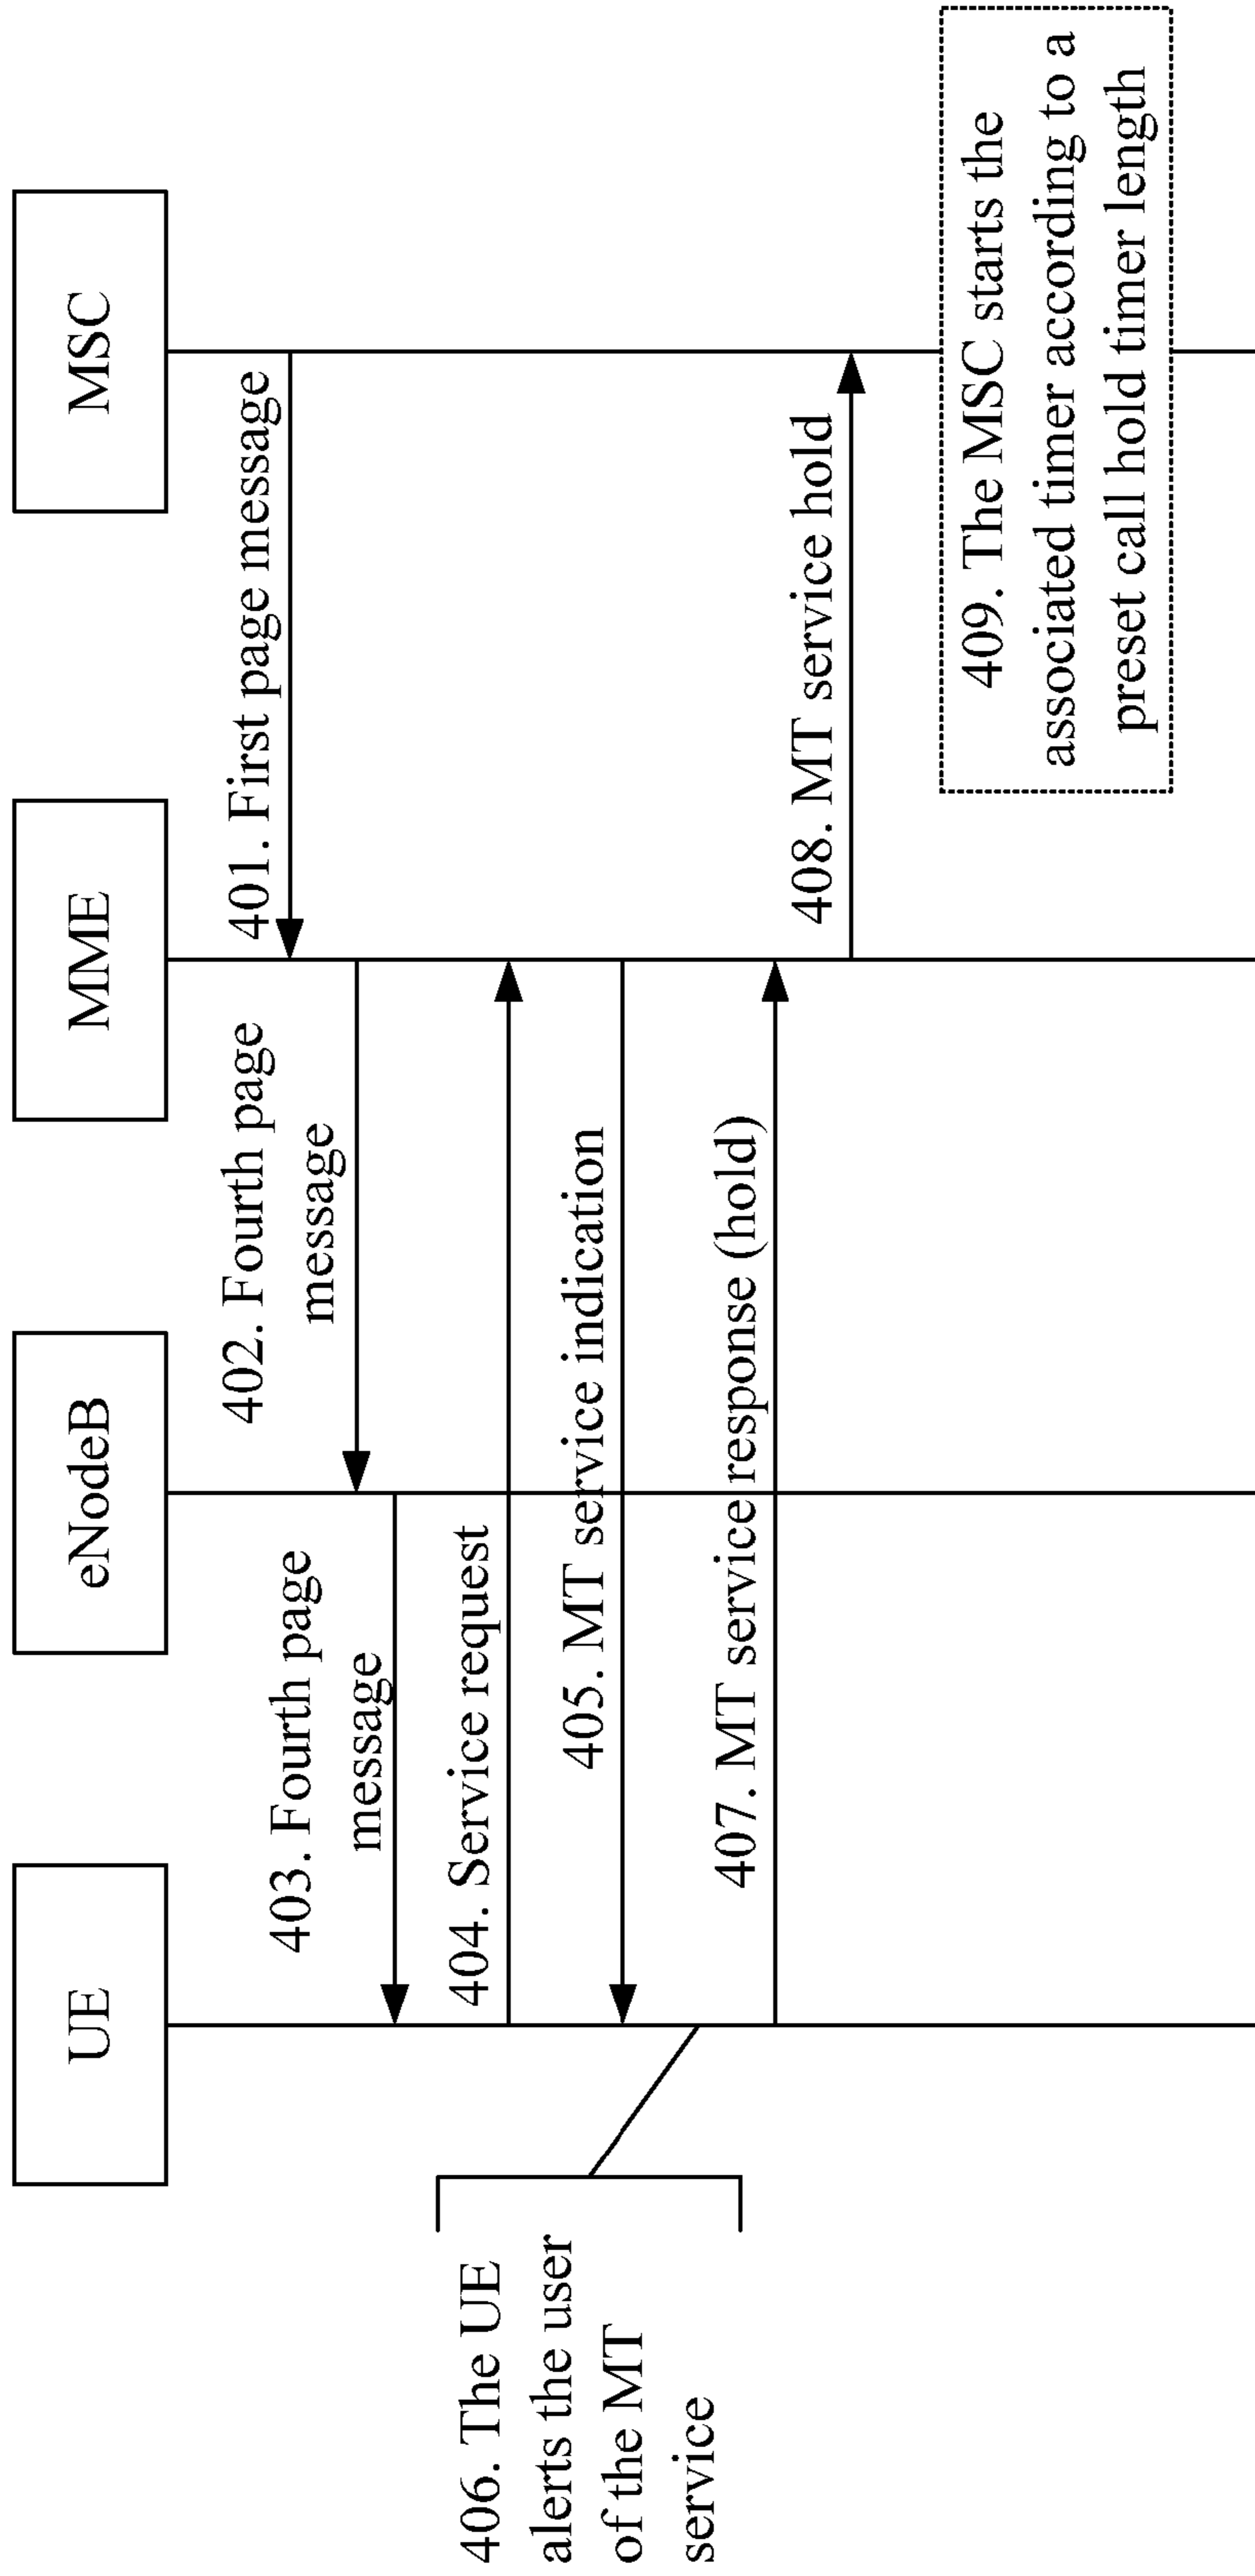 UE
eNodeB
MME
MSC
401. First page message
402. Fourth page
message
403. Fourth page
message
404. Service request
405. MT service indication
406. The UE
alerts the user
of the MT
service
407. MT service response (hold)
408. MT service hold
409. The MSC starts the
associated timer according to a
preset call hold timer length